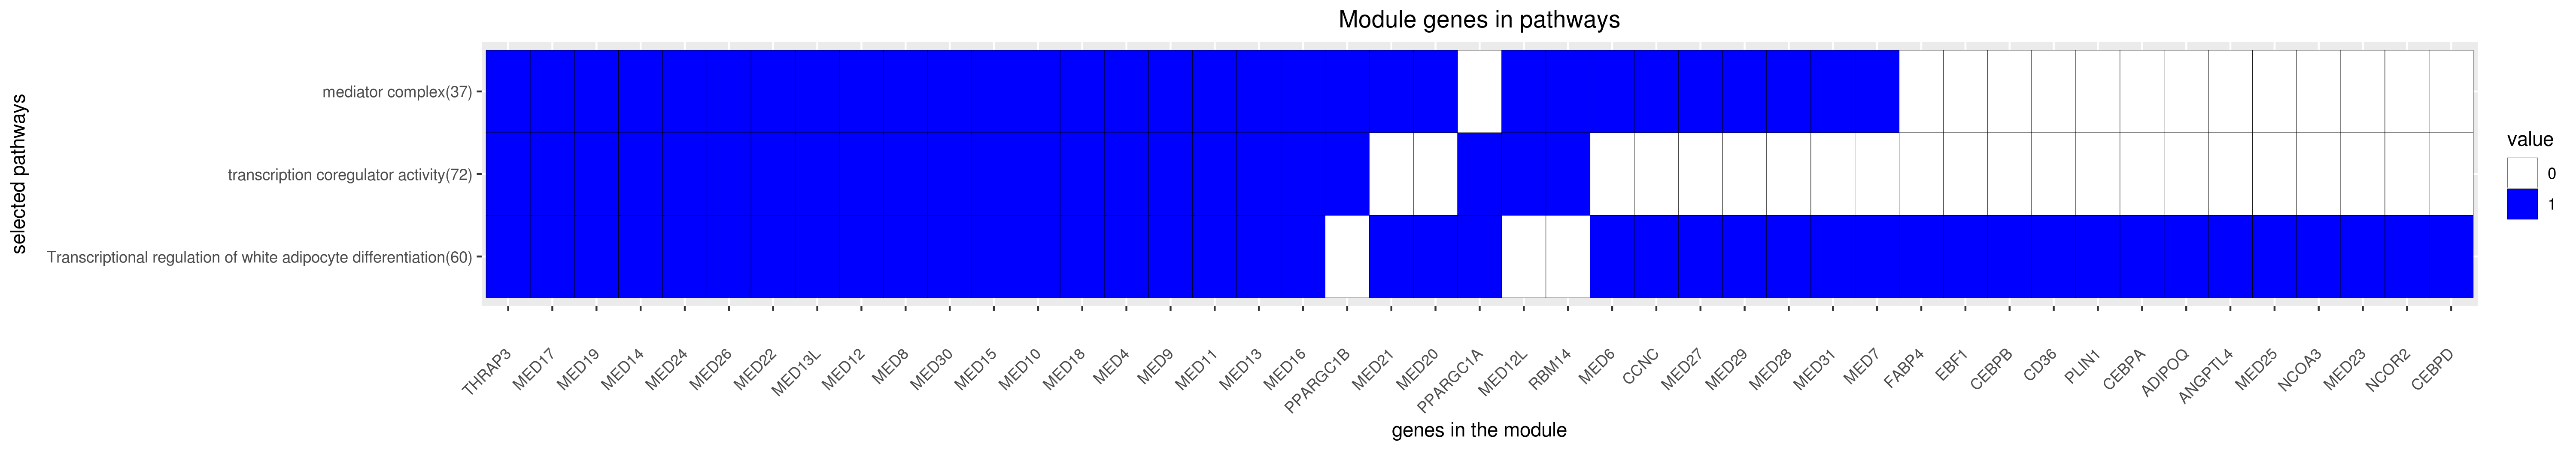 Module genes in pathways
selected pathways
mediator complex(37)
transcription coregulator activity(72)
Transcriptional regulation of white adipocyte differentiation(60)
value
0
1
THRAP3
MED17
MED19
MED14
MED24
MED26
MED22
MED13L
MED12
MED8
MED30
MED15
MED10
MED18
MED4
MED9
MED11
MED13
MED16
PPARGC1B
MED21
MED20
PPARGC1A
MED12L
RBM14
MED6
CCNC
MED27
MED29
MED28
MED31
MED7
FABP4
EBF1
CEBPB
CD36
PLIN1
CEBPA
ADIPOQ
ANGPTL4
MED25
NCOA3
MED23
NCOR2
CEBPD
genes in the module